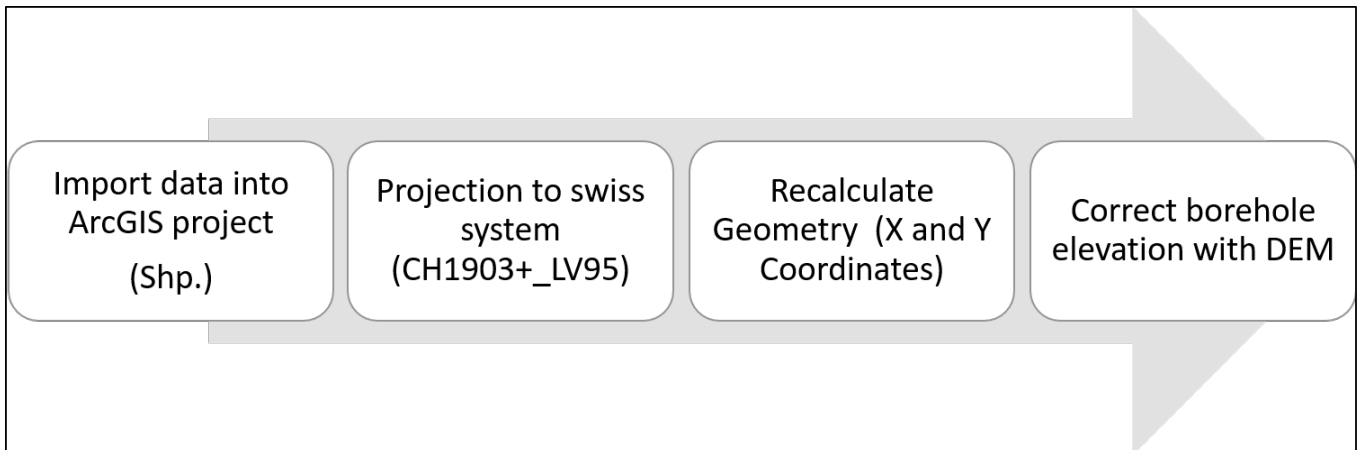 Import data into
ArcGIS project
(Shp.)
Projection to swiss
system
(CH1903+_LV95)
Recalculate
Geometry (X and Y
Coordinates)
Correct borehole
elevation with DEM